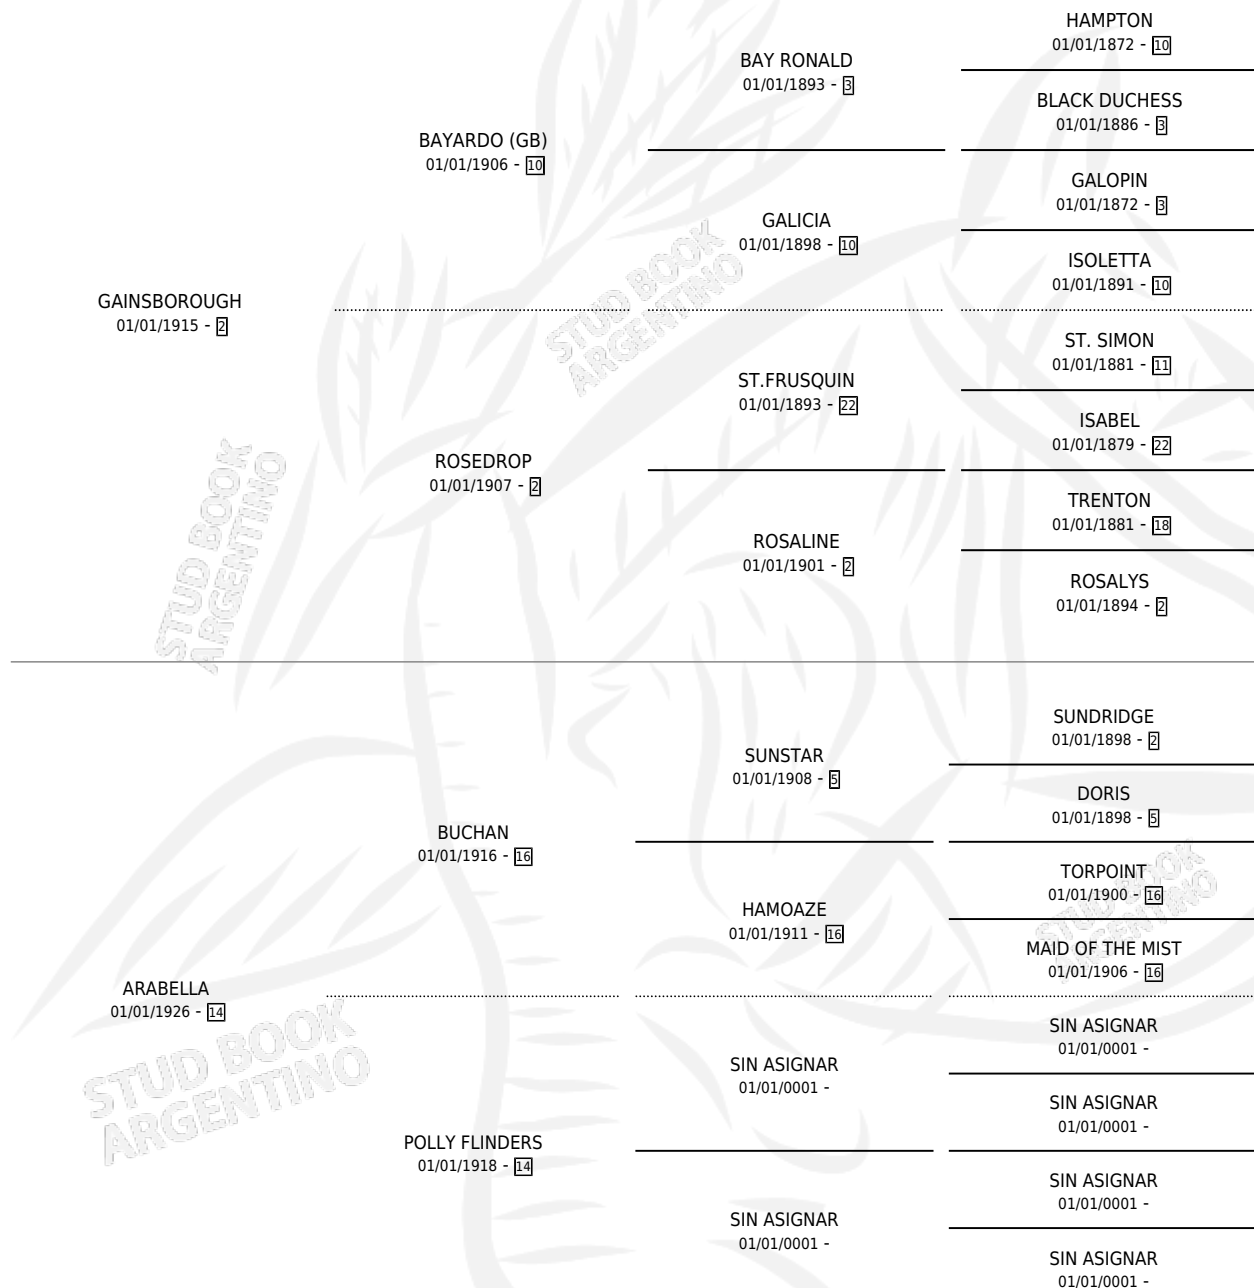 HAMPTON
01/01/1872 - 10
BAY RONALD
01/01/1893 - 3
BLACK DUCHESS
01/01/1886 - 3
BAYARDO (GB)
01/01/1906 - 10
GALOPIN
01/01/1872 - 3
GALICIA
01/01/1898 - 10
ISOLETTA
01/01/1891 - 10
GAINSBOROUGH
01/01/1915 - 2
ST. SIMON
01/01/1881 - 11
ST.FRUSQUIN
01/01/1893 - 22
ISABEL
01/01/1879 - 22
ROSEDROP
01/01/1907 - 2
TRENTON
01/01/1881 - 18
ROSALINE
01/01/1901 - 2
ROSALYS
01/01/1894 - 2
SUNDRIDGE
01/01/1898 - 2
SUNSTAR
01/01/1908 - 5
DORIS
01/01/1898 - 5
BUCHAN
01/01/1916 - 16
TORPOINT
01/01/1900 - 16
HAMOAZE
01/01/1911 - 16
MAID OF THE MIST
01/01/1906 - 16
ARABELLA
01/01/1926 - 14
SIN ASIGNAR
01/01/0001 -
SIN ASIGNAR
01/01/0001 -
SIN ASIGNAR
01/01/0001 -
POLLY FLINDERS
01/01/1918 - 14
SIN ASIGNAR
01/01/0001 -
SIN ASIGNAR
01/01/0001 -
SIN ASIGNAR
01/01/0001 -
STUD BOOK
ARGENTINO
STUD BOOK
ARGENTINO
STUD BOOK
ARGENTINO
STUD BOOK
ARGENTINO